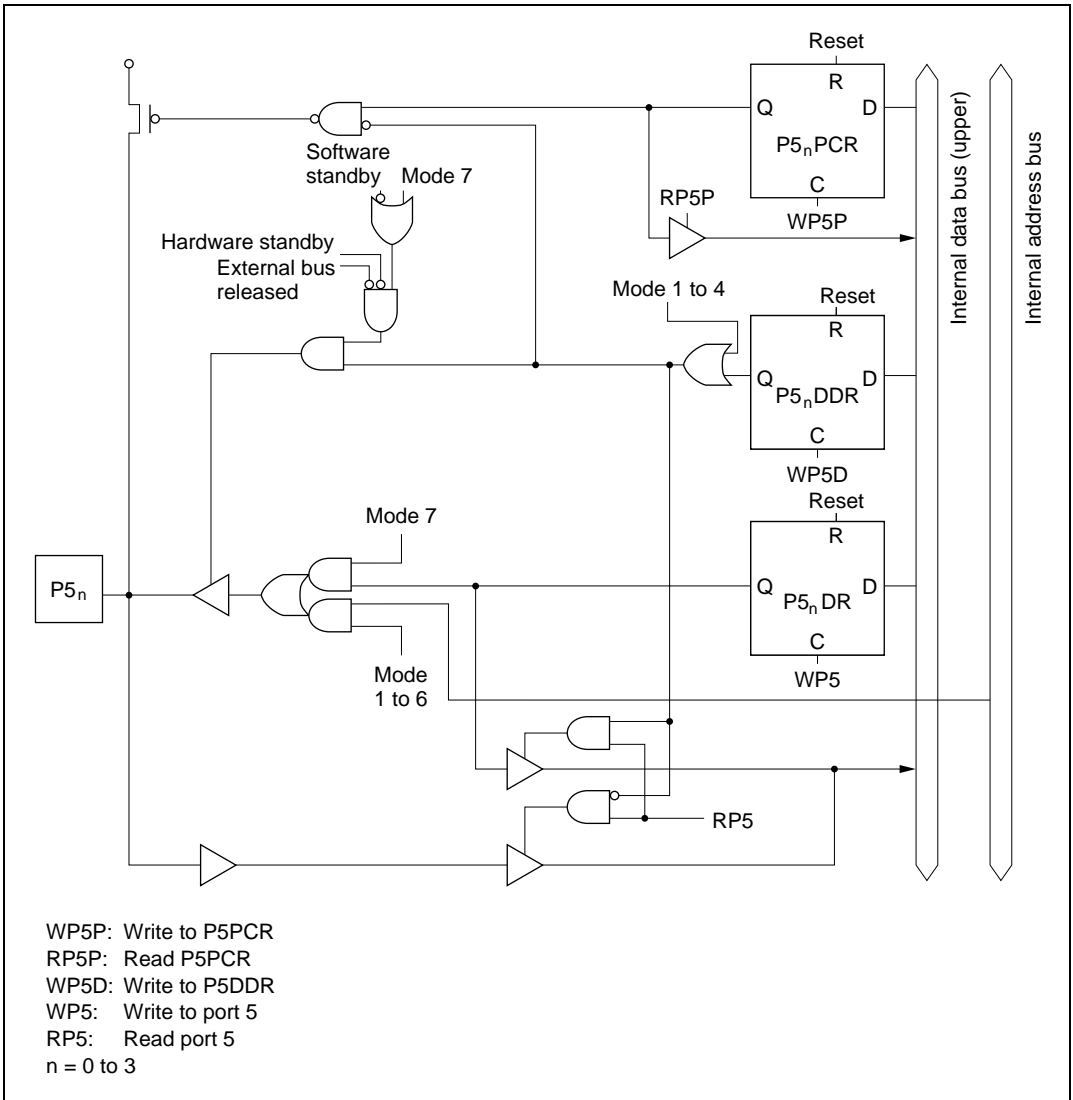 Reset
R
Q D
P5nPCR
C
WP5P
RP5P
Software
standby
Mode 7
Hardware standby
External bus
released
Mode 1 to 4
Reset
R
Q D
P5nDDR
C
WP5D
Reset
R
Mode 7
P5n
Q D
P5n DR
C
WP5
Mode
1 to 6
RP5
Internal data bus (upper)
Internal address bus
WP5P: Write to P5PCR
RP5P: Read P5PCR
WP5D: Write to P5DDR
WP5: Write to port 5
RP5: Read port 5
n = 0 to 3